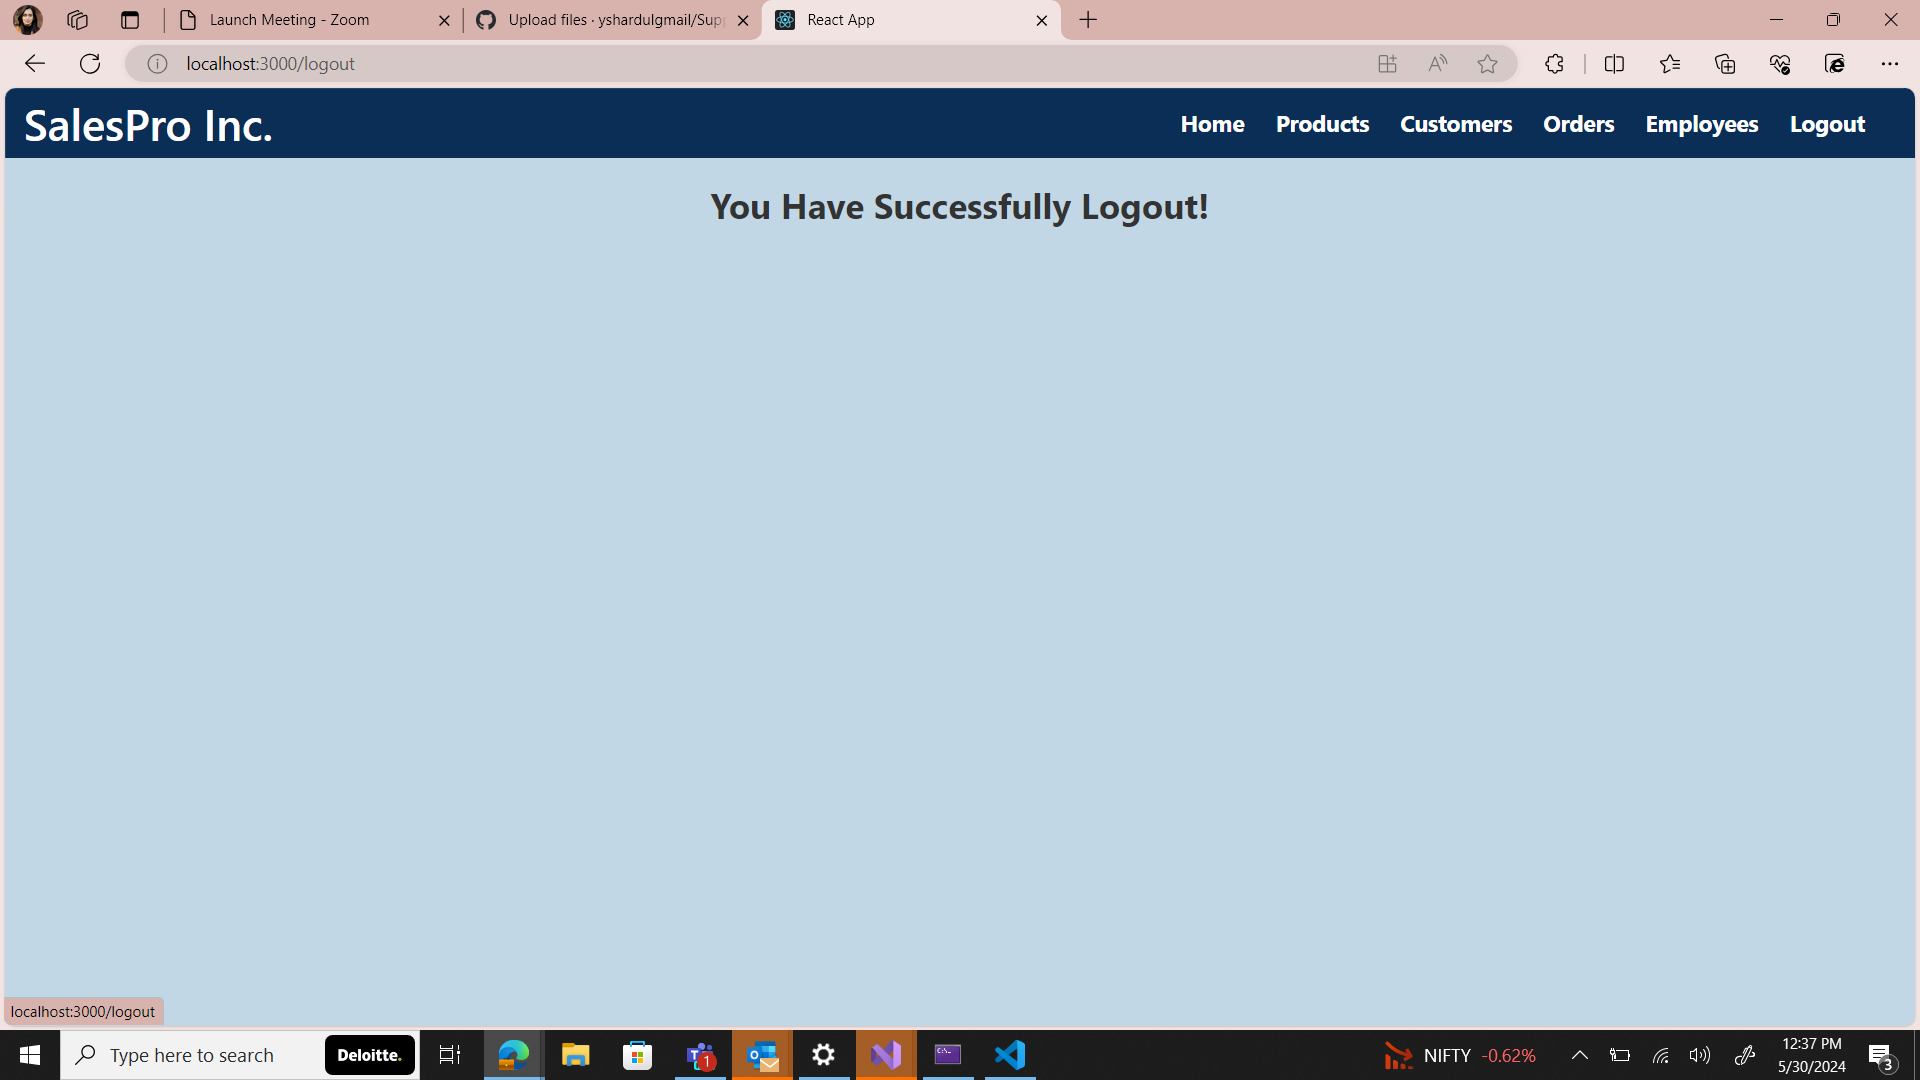 Launch Meeting - Zoom
Upload files · yshardulgmail/Sup
React App
localhost:3000/logout
SalesPro Inc.
Home Products Customers Orders Employees Logout
You Have Successfully Logout!
localhost:3000/logout
Type here to search
Deloitte.
1
NIFTY -0.62%
12:37 PM
5/30/2024
3